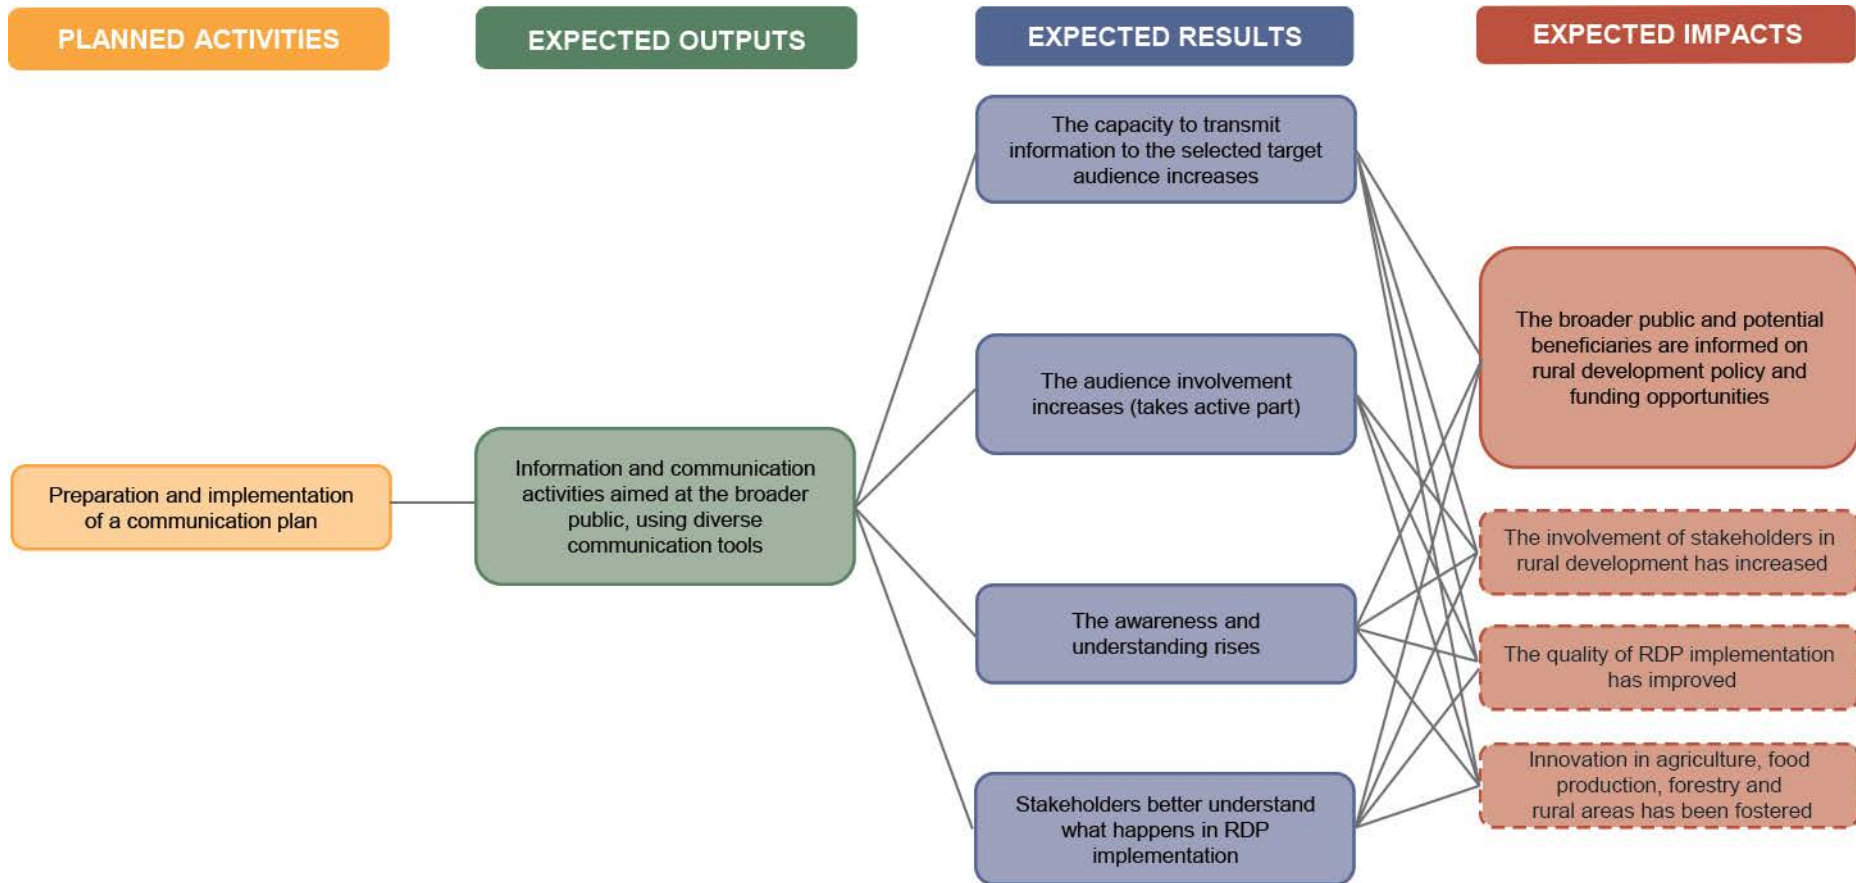 PLANNED ACTIVITIES
EXPECTED OUTPUTS
EXPECTED RESULTS
EXPECTED IMPACTS
Preparation and implementation
of a communication plan
Information and communication
activities aimed at the broader
public, using diverse
communication tools
The capacity to transmit
information to the selected target
audience increases
The audience involvement
increases (takes active part)
The awareness and
understanding rises
Stakeholders better understand
what happens in RDP
implementation
The broader public and potential
beneficiaries are informed on
rural development policy and
funding opportunities
The involvement of stakeholders in
rural development has increased
The quality of RDP implementation
has improved
Innovation in agriculture, food
production, forestry and
rural areas has been fostered